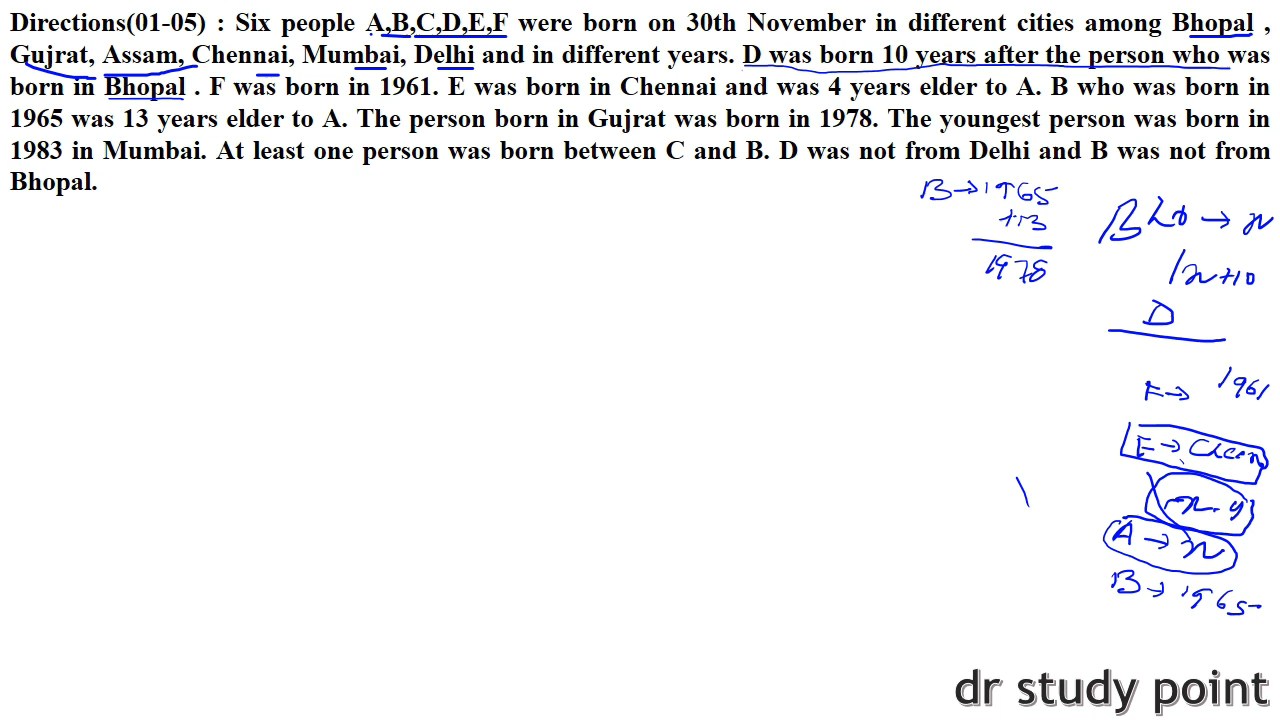 Directions(01-05) : Six people A,B,C,D,E,F were born on 30th November in different cities among Bhopal ,
Gujrat, Assam, Chennai, Mumbai, Delhi and in different years. D was born 10 years after the person who was
born in Bhopal . F was born in 1961. E was born in Chennai and was 4 years elder to A. B who was born in
1965 was 13 years elder to A. The person born in Gujrat was born in 1978. The youngest person was born in
1983 in Mumbai. At least one person was born between C and B. D was not from Delhi and B was not from
Bhopal.
B→1965
+13
1978
→ x
x+10
D
F→ 1961
E→
A→ x
B→ 1965
dr study point